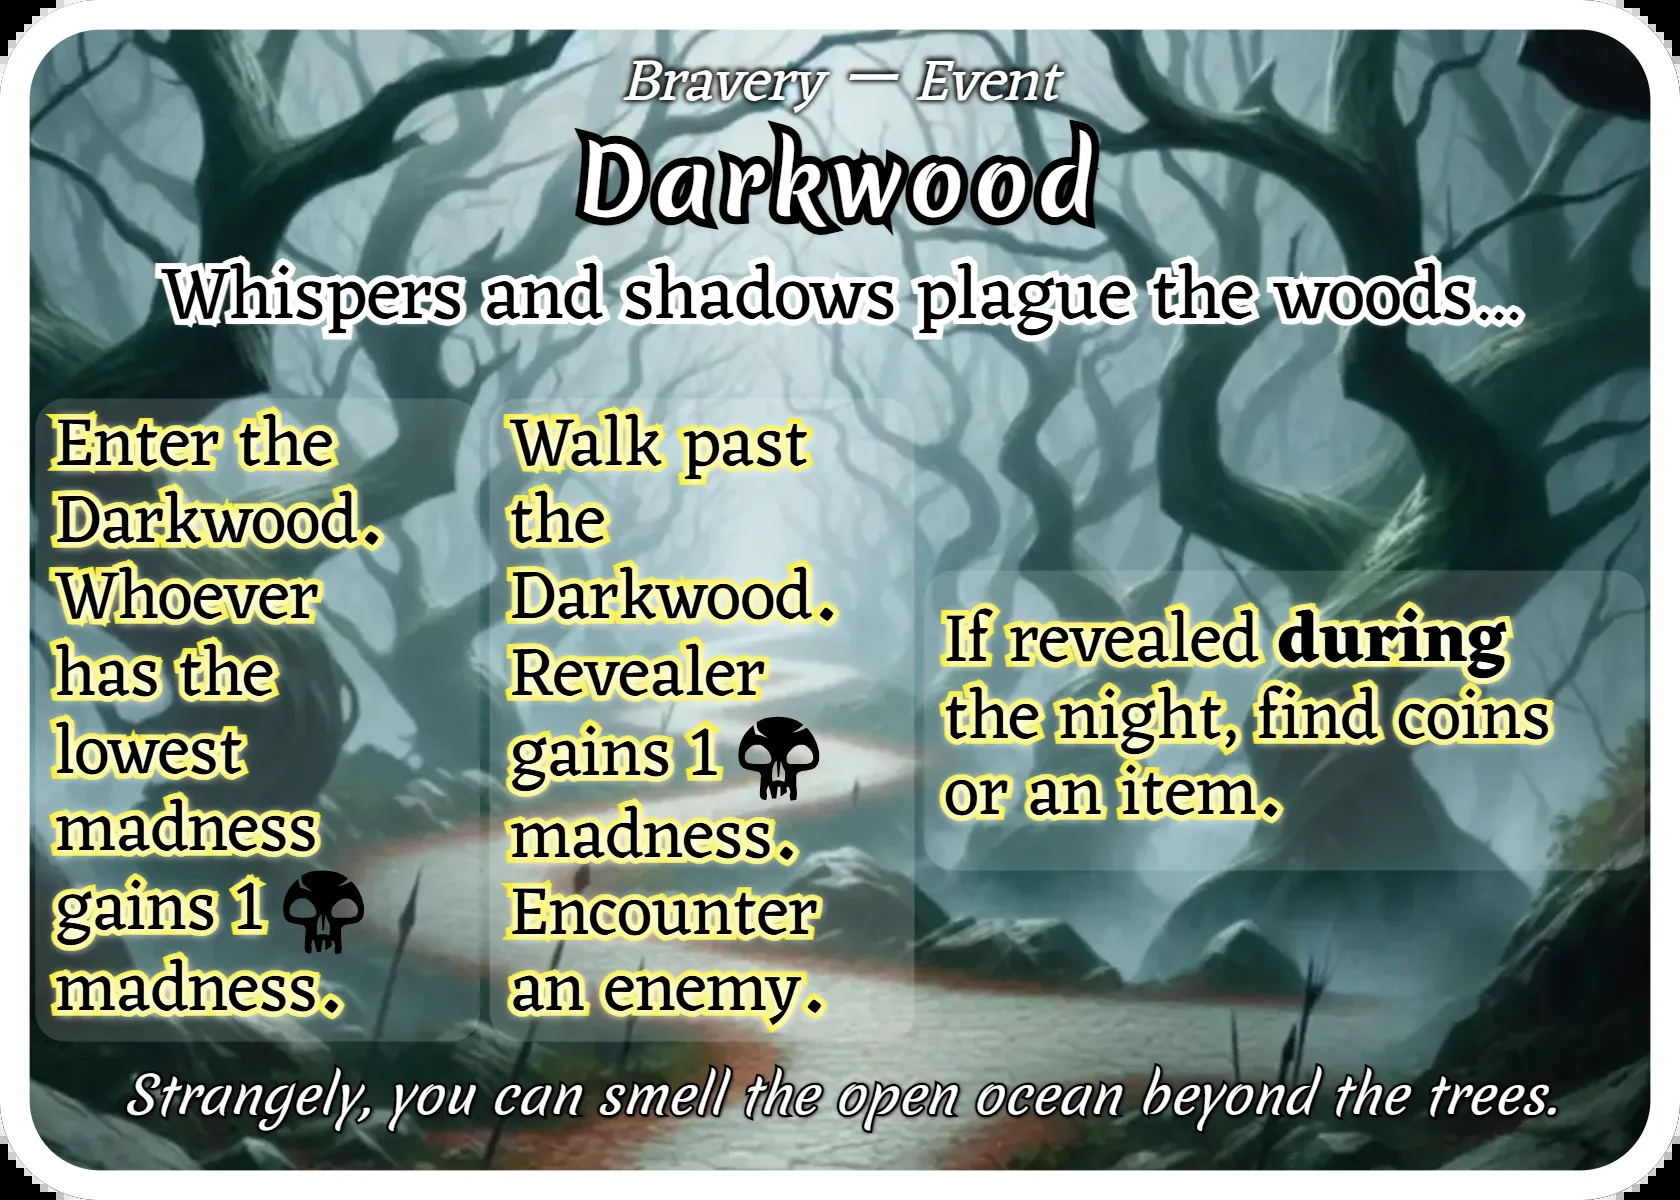 Bravery — Event
Darkwood
Whispers and shadows plague the woods...
Enter the
Darkwood.
Whoever
has the
lowest
madness
gains 1
madness.
Walk past
the
Darkwood.
Revealer
gains 1
madness.
Encounter
an enemy.
If revealed during
the night, find coins
or an item.
Strangely, you can smell the open ocean beyond the trees.